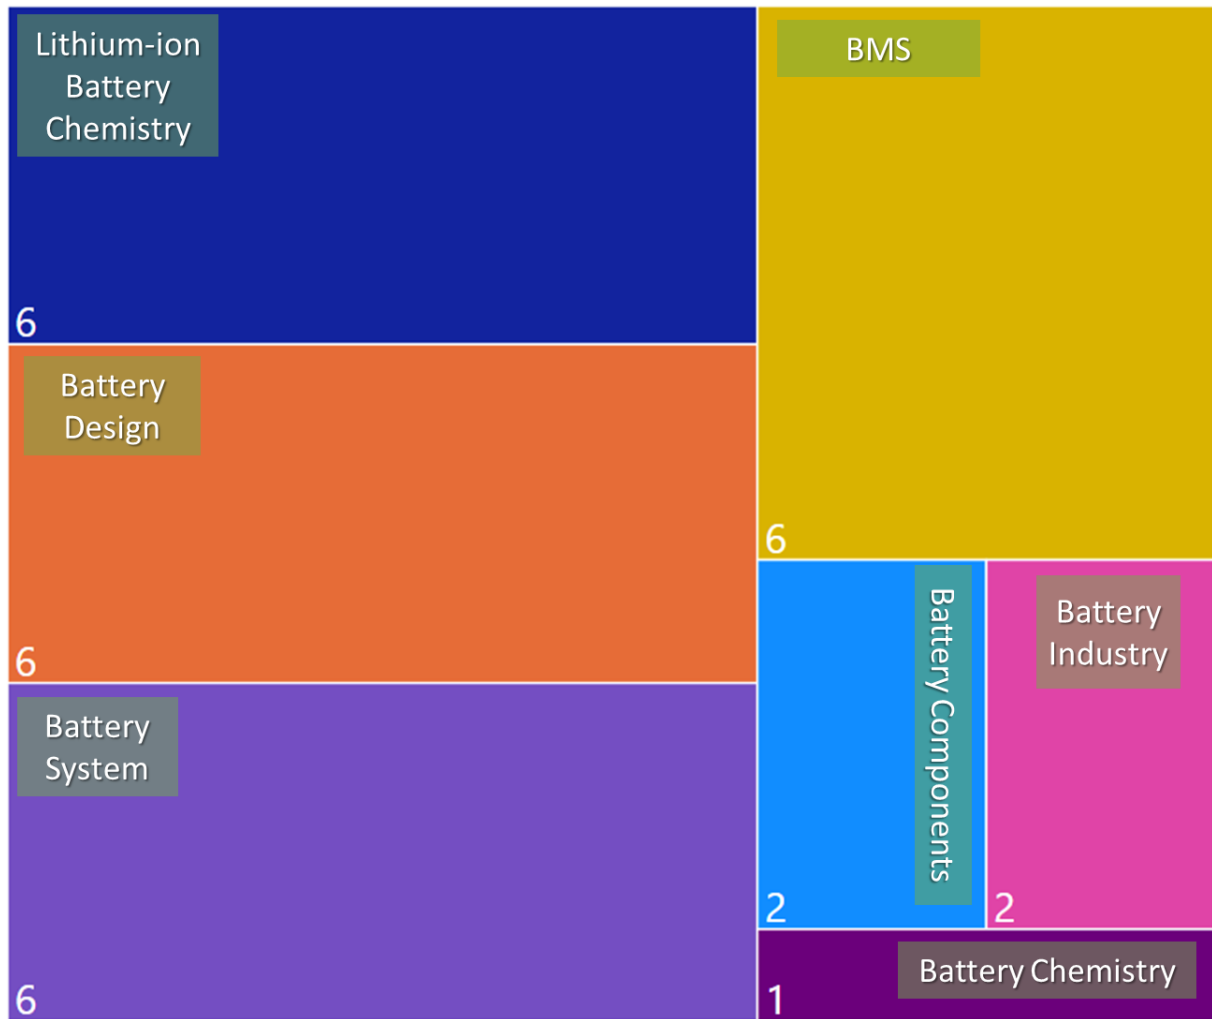 Lithium-ion
Battery
Chemistry
6
Battery
Design
6
Battery
System
6
BMS
6
Battery Components
2
Battery
Industry
2
Battery Chemistry
1